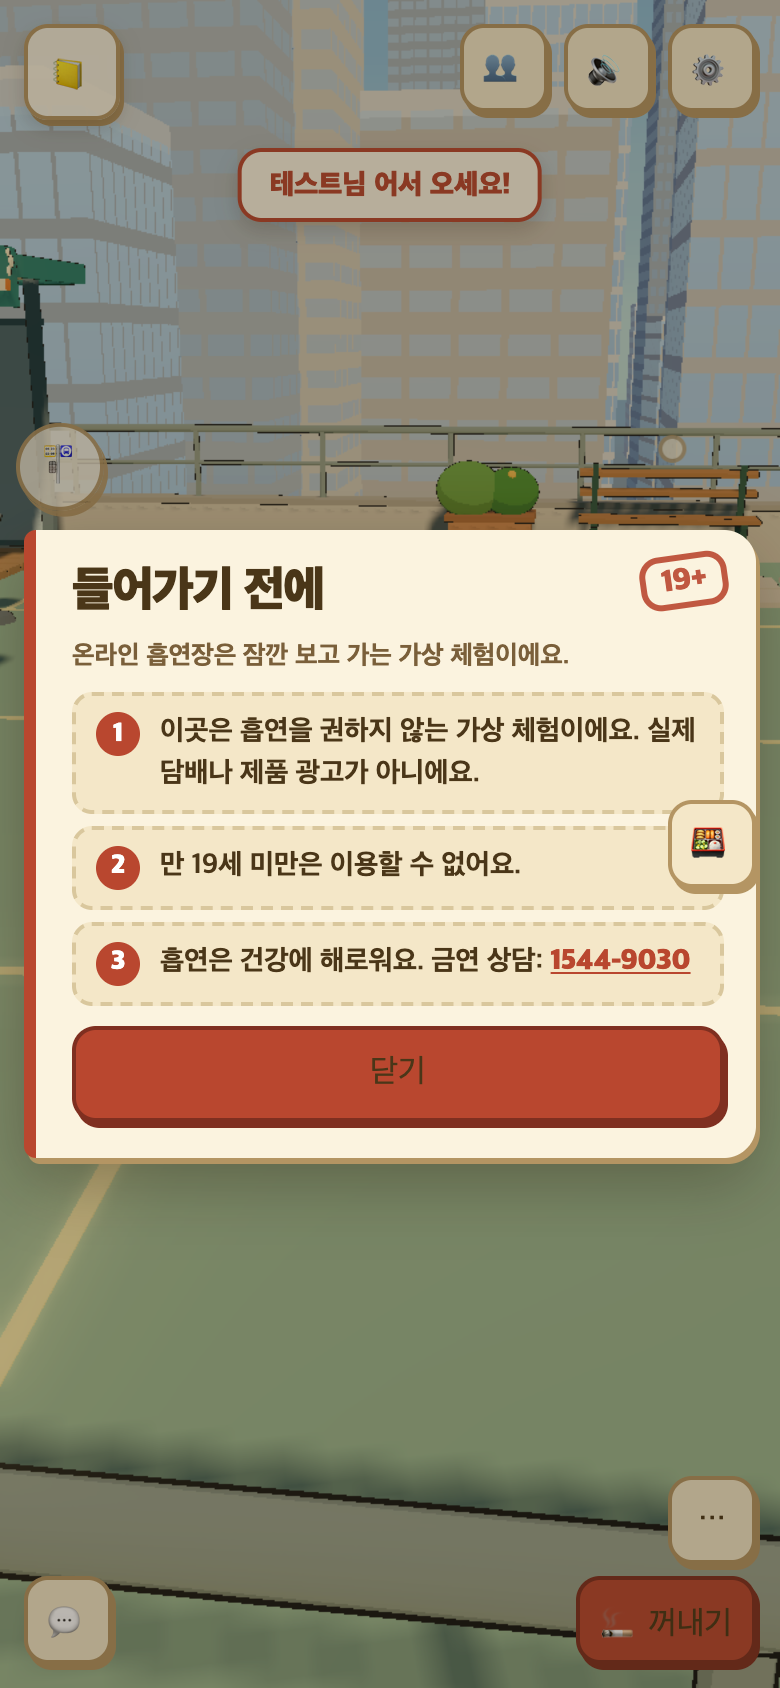 테스트님 어서 오세요!
들어가기 전에
19+
온라인 흡연장은 잠깐 보고 가는 가상 체험이에요.
1
이곳은 흡연을 권하지 않는 가상 체험이에요. 실제
담배나 제품 광고가 아니에요.
2
만 19세 미만은 이용할 수 없어요.
3
흡연은 건강에 해로워요. 금연 상담: 1544-9030
닫기
...
꺼내기